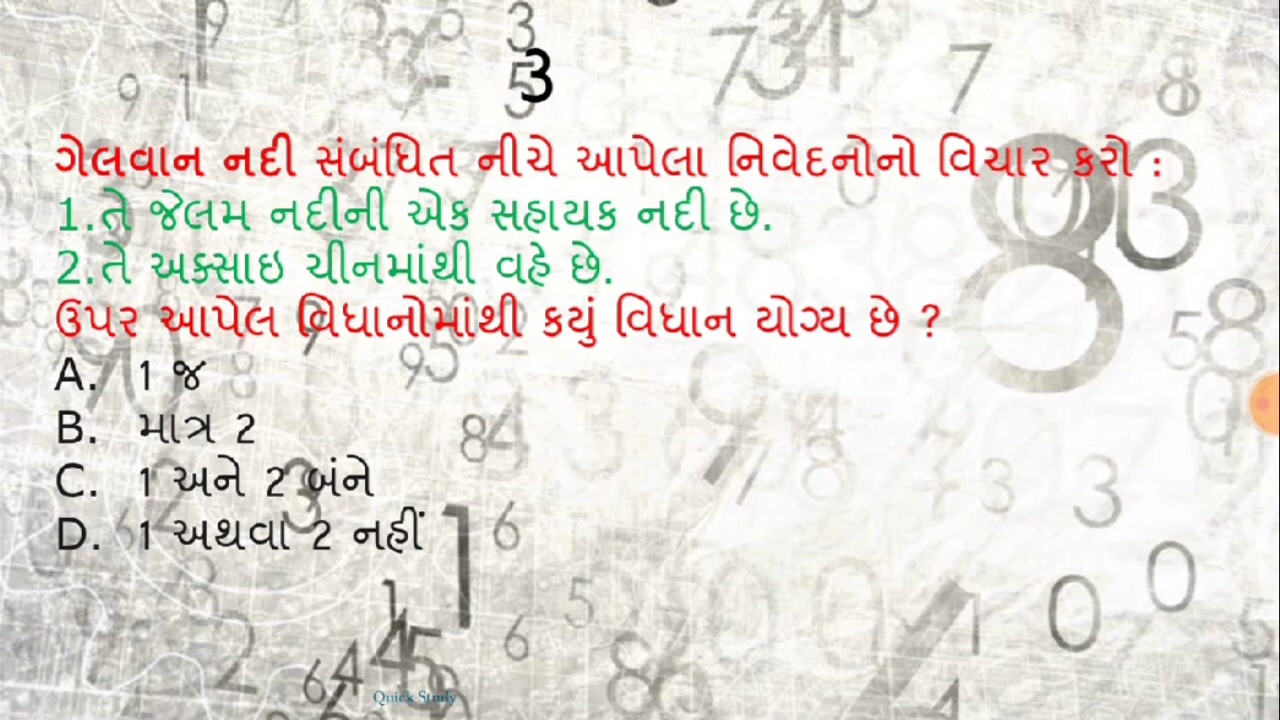 3
ગેલવાન નદી સંબંધિત નીચે આપેલા નિવેદનોનો વિચાર કરો :
1.તે જેલમ નદીની એક સહાયક નદી છે.
2.તે અક્સાઇ ચીનમાંથી વહે છે.
ઉપર આપેલ વિધાનોમાંથી કયું વિધાન યોગ્ય છે ?
A. 1 જ
B. માત્ર 2
C. 1 અને 2 બંને
D. 1 અથવા 2 નહીં
Quick Study